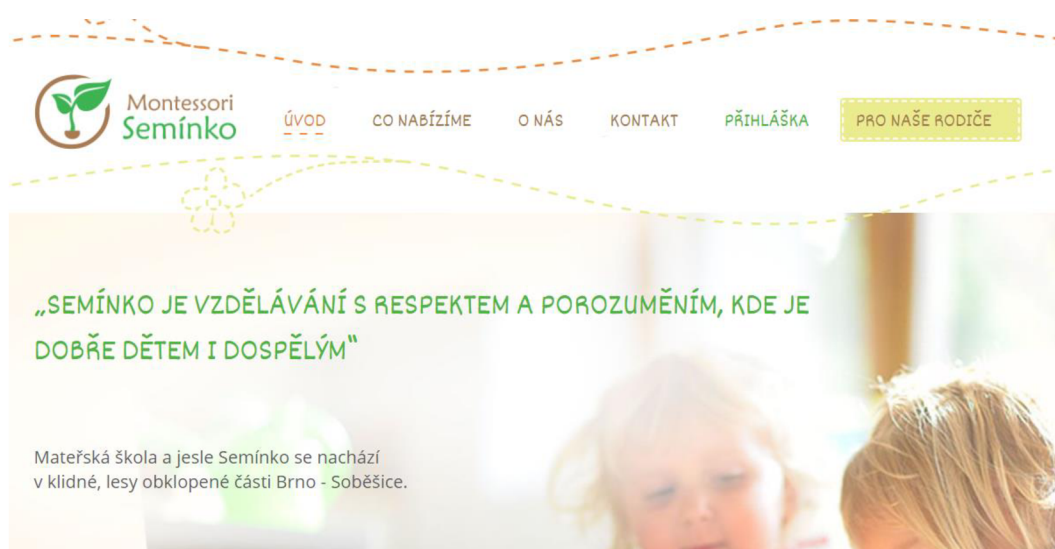 Montessori
Semínko
ÚVOD
CO NABÍZÍME
O NÁS
KONTAKT
PŘIHLÁŠKA
PRO NAŠE RODIČE
„SEMÍNKO JE VZDĚLÁVÁNÍ S RESPEKTEM A POROZUMĚNÍM, KDE JE
DOBŘE DĚTEM I DOSPĚLÝM“
Mateřská škola a jesle Semínko se nachází
v klidné, lesy obklopené části Brno - Soběšice.